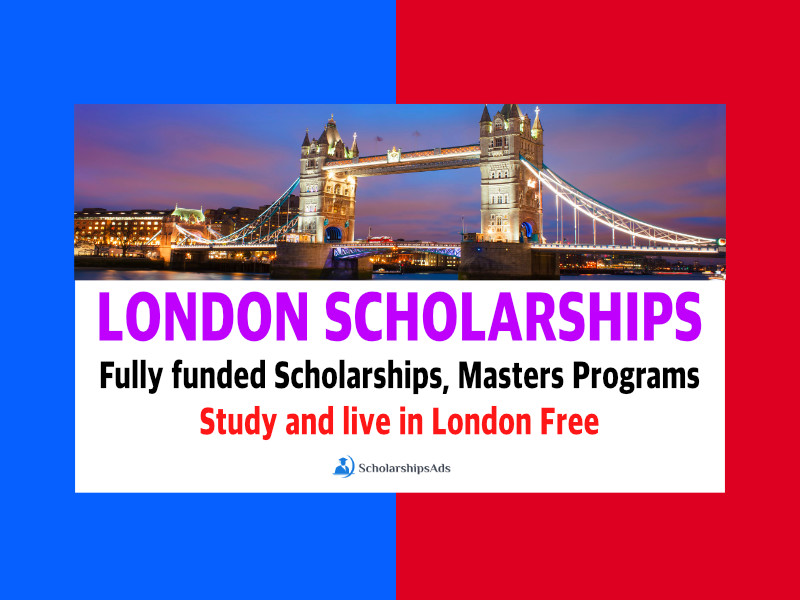 LONDON SCHOLARSHIPS
Fully funded Scholarships, Masters Programs
Study and live in London Free
ScholarshipsAds